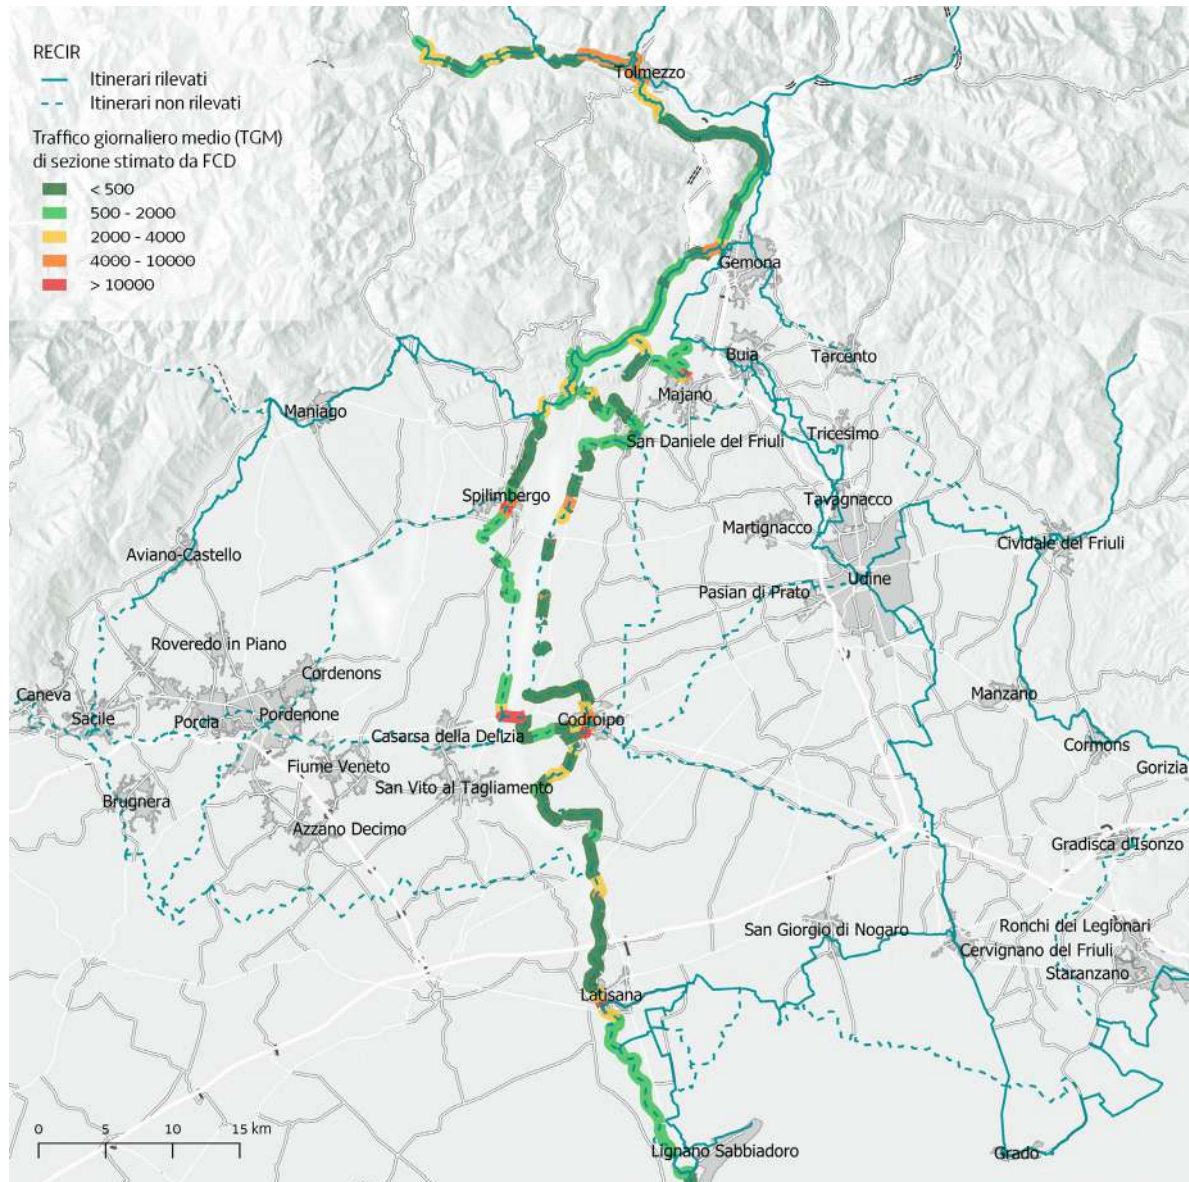 RECIR
Itinerari rilevati
Itinerari non rilevati
Traffico giornaliero medio (TGM)
di sezione stimato da FCD
< 500
500 - 2000
2000 - 4000
4000 - 10000
> 10000
Tolmezzo
Gemona
Buia
Tarcento
Majano
Maniago
San Daniele del Friuli
Tricesimo
Spilimbergo
Tavagnacco
Martignacco
Aviano-Castello
Cividale del Friuli
Udine
Pasian di Prato
Roveredo in Piano
Cordenons
Caneva
Sacile
Porcia
Pordenone
Codroipo
Manzano
Casarsa della Delizia
Cormons
Fiume Veneto
Gorizia
San Vito al Tagliamento
Brugnera
Azzano Decimo
Gradisca d'Isonzo
San Giorgio di Nogaro
Ronchi dei Legionari
Cervignano del Friuli
Staranzano
Latisana
0 5 10 15 km
Lignano Sabbiadoro
Grado